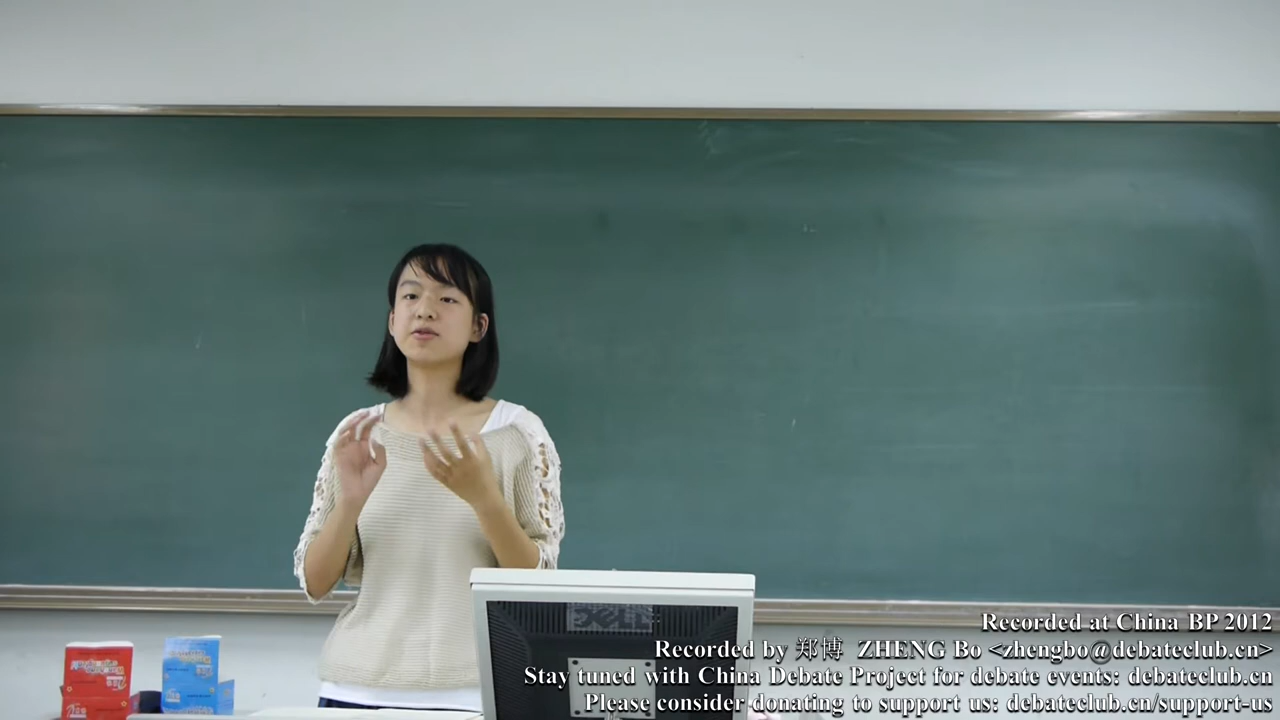 Recorded at China BP 2012
Recorded by 郑博 ZHENG Bo <zhengbo@debateclub.cn>
Stay tuned with China Debate Project for debate events: debateclub.cn
Please consider donating to support us: debateclub.cn/support-us